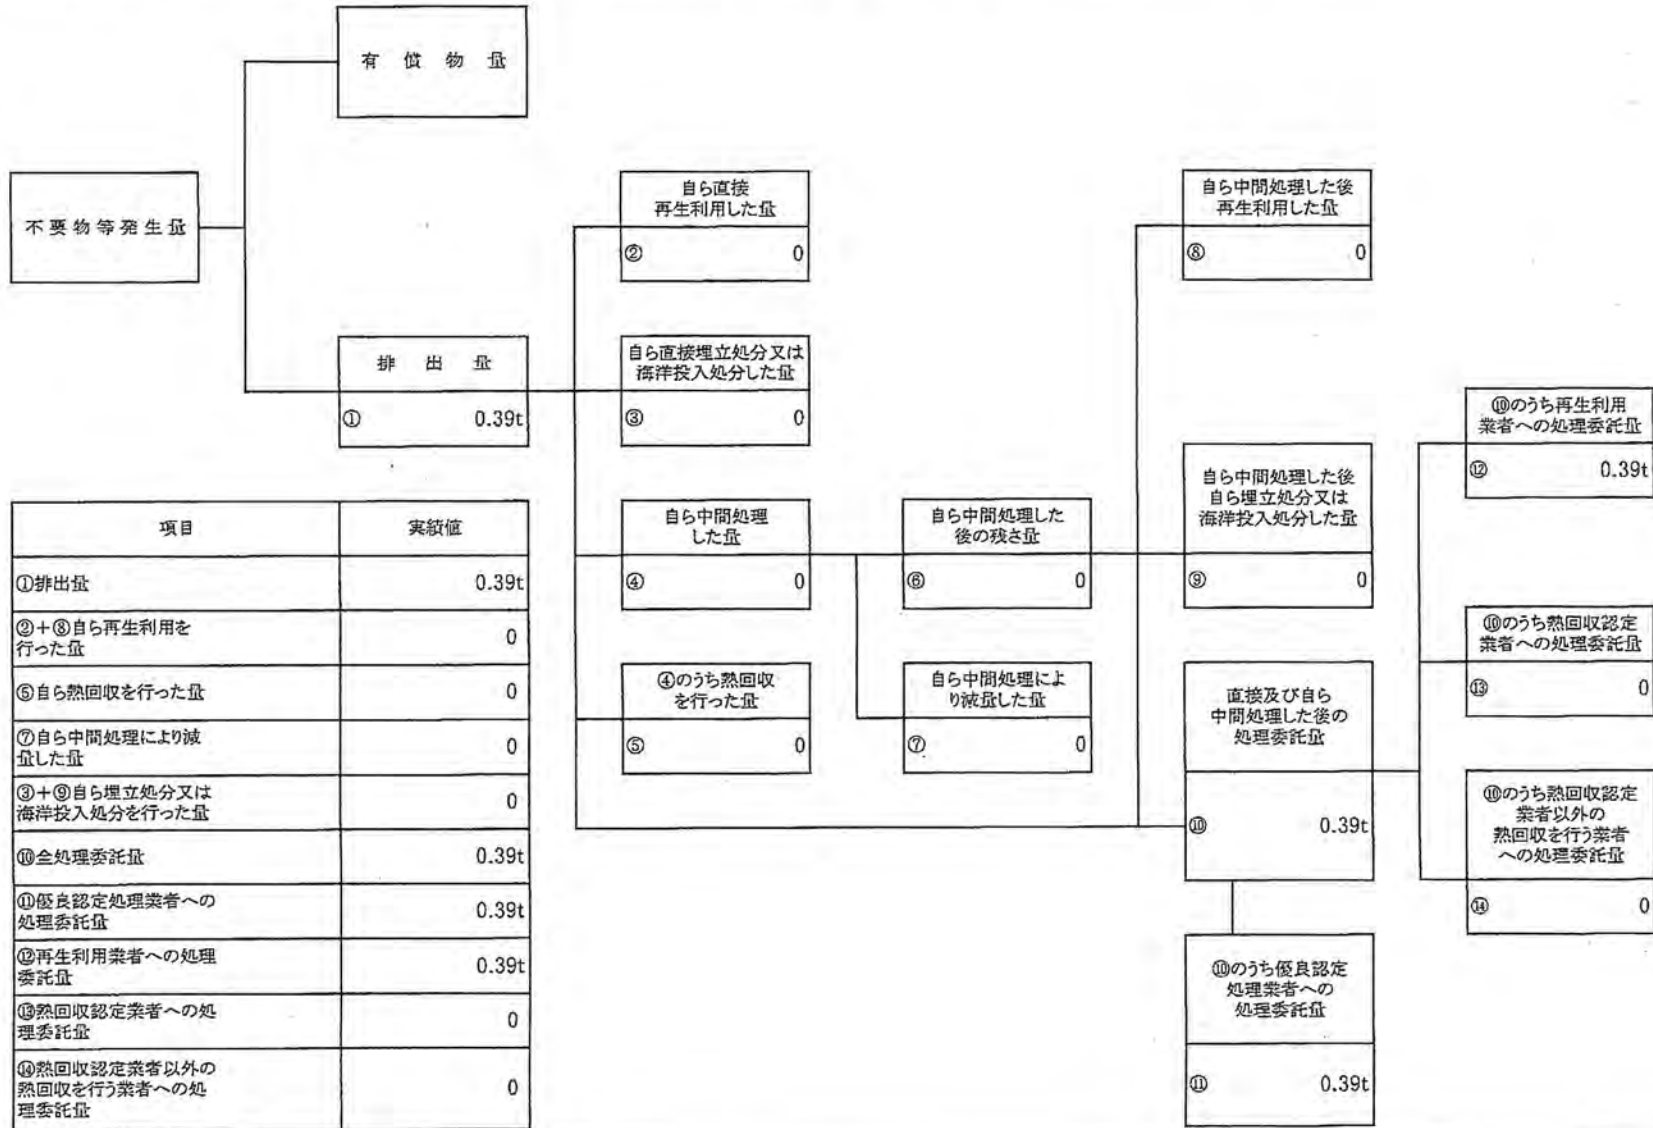 有償物量
不要物等発生量
排出量
① 0.39t
自ら直接
再生利用した量
② 0
自ら直接埋立処分又は
海洋投入処分した量
③ 0
自ら中間処理
した量
④ 0
④のうち熱回収
を行った量
⑤ 0
自ら中間処理した
後の残さ量
⑥ 0
自ら中間処理によ
り減量した量
⑦ 0
自ら中間処理した後
再生利用した量
⑧ 0
自ら中間処理した後
自ら埋立処分又は
海洋投入処分した量
⑨ 0
直接及び自ら
中間処理した後の
処理委託量
⑩ 0.39t
⑩のうち優良認定
処理業者への
処理委託量
⑪ 0.39t
⑩のうち再生利用
業者への処理委託量
⑫ 0.39t
⑩のうち熱回収認定
業者への処理委託量
⑬ 0
⑩のうち熱回収認定
業者以外の
熱回収を行う業者
への処理委託量
⑭ 0
項目 実績値
①排出量 0.39t
②+⑧自ら再生利用を
行った量 0
⑤自ら熱回収を行った量 0
⑦自ら中間処理により減
量した量 0
③+⑨自ら埋立処分又は
海洋投入処分を行った量 0
⑩全処理委託量 0.39t
⑪優良認定処理業者への
処理委託量 0.39t
⑫再生利用業者への処理
委託量 0.39t
⑬熱回収認定業者への処
理委託量 0
⑭熱回収認定業者以外の
熱回収を行う業者への処
理委託量 0